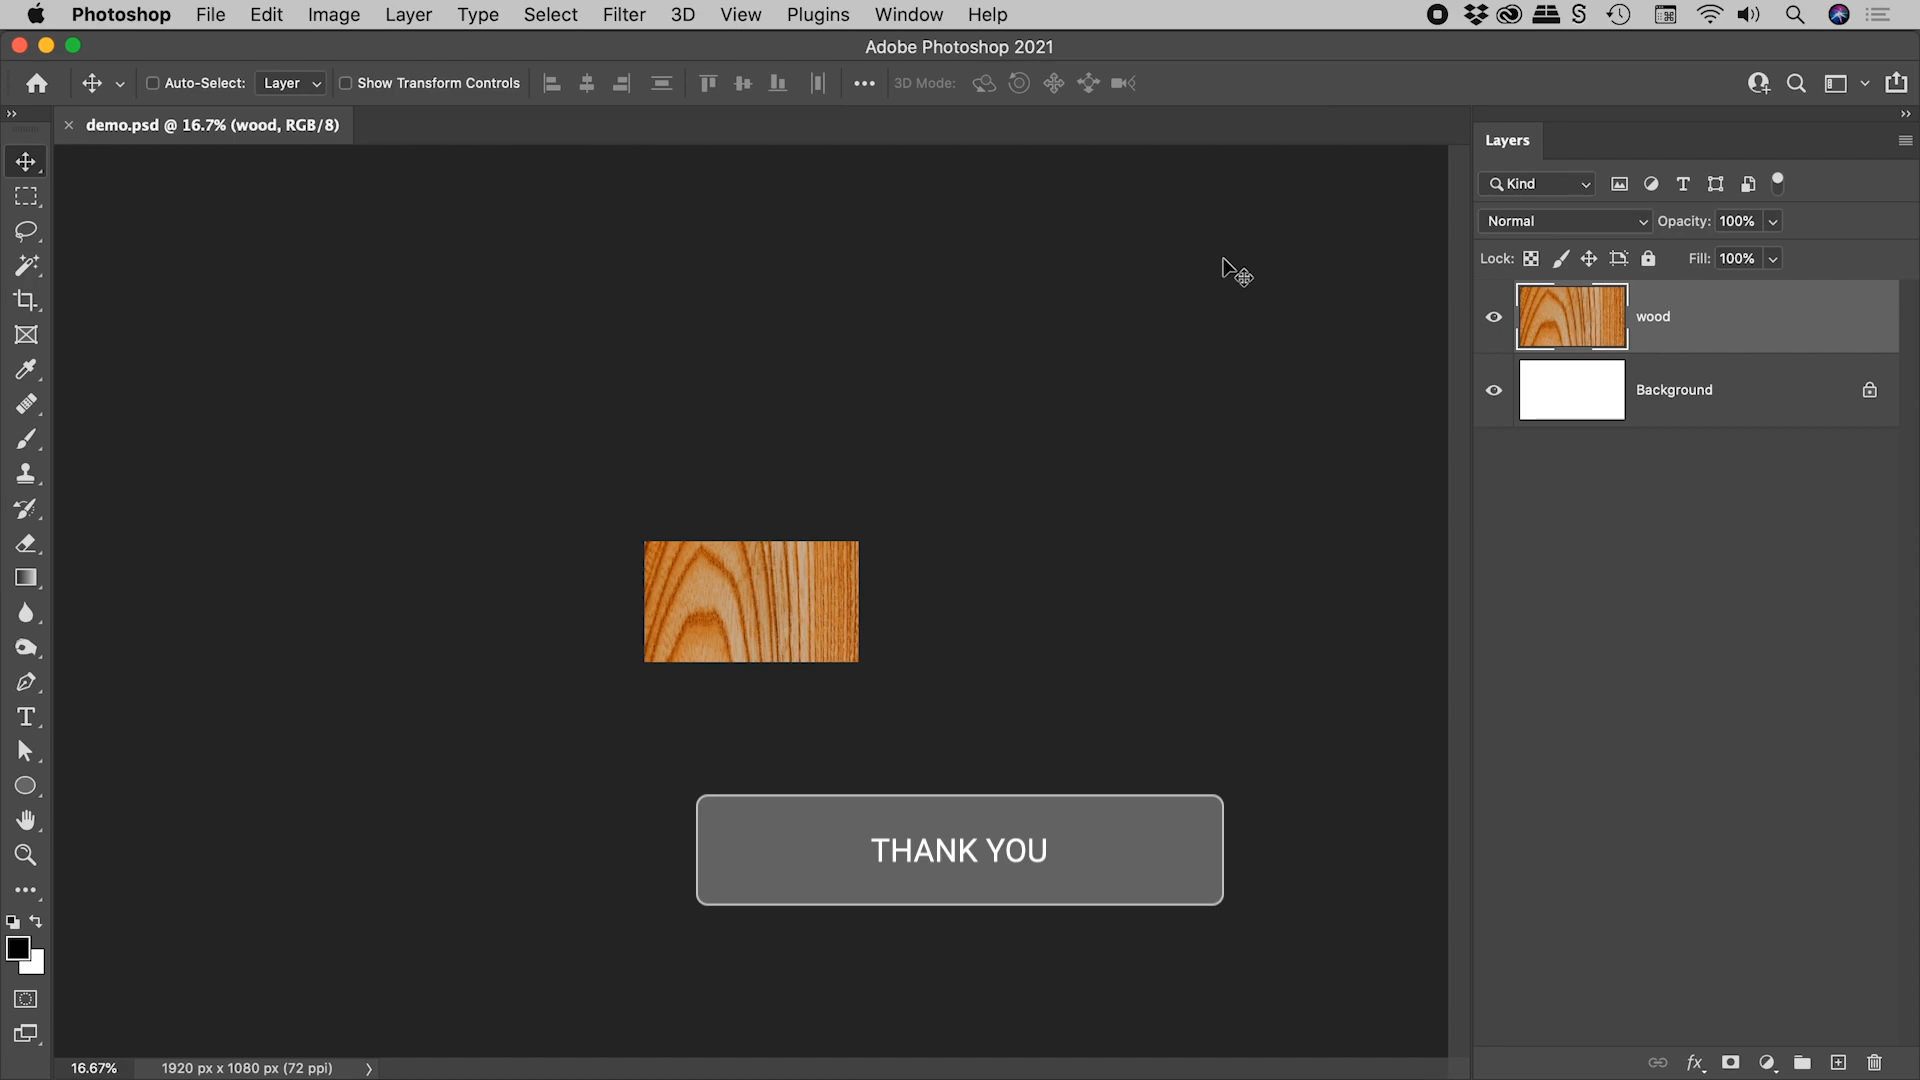 Photoshop File Edit Image Layer Type Select Filter 3D View Plugins Window Help
Adobe Photoshop 2021
Auto-Select: Layer Show Transform Controls 3D Mode:
demo.psd @ 16.7% (wood, RGB/8)
Layers
Kind
Normal Opacity: 100%
Lock: Fill: 100%
wood
Background
THANK YOU
fx
16.67% 1920 px x 1080 px (72 ppi)